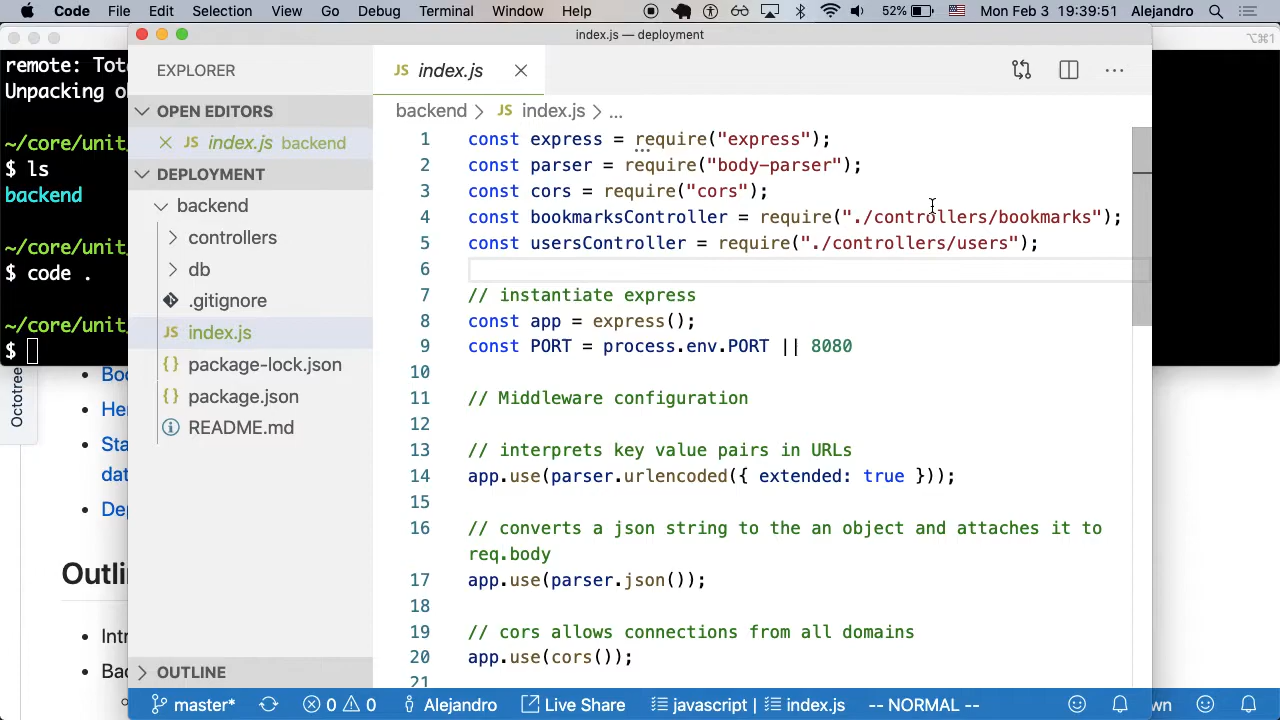 Code File Edit Selection View Go Debug Terminal Window Help 52% Mon Feb 3 19:39:51 Alejandro
index.js — deployment
⌥⌘1
remote: Tot
Unpacking
~/core/unit
$ ls
backend
~/core/unit
$ code .
~/core/unit
$
Octotree
Outli
EXPLORER
OPEN EDITORS
JS index.js backend
DEPLOYMENT
backend
controllers
db
.gitignore
JS index.js
{} package-lock.json
{} package.json
README.md
OUTLINE
JS index.js
backend > JS index.js > ...
1 const express = require("express");
2 const parser = require("body-parser");
3 const cors = require("cors");
4 const bookmarksController = require("./controllers/bookmarks");
5 const usersController = require("./controllers/users");
6
7 // instantiate express
8 const app = express();
9 const PORT = process.env.PORT || 8080
10
11 // Middleware configuration
12
13 // interprets key value pairs in URLs
14 app.use(parser.urlencoded({ extended: true }));
15
16 // converts a json string to the an object and attaches it to
req.body
17 app.use(parser.json());
18
19 // cors allows connections from all domains
20 app.use(cors());
21
master* 0 0 Alejandro Live Share javascript | index.js -- NORMAL -- wn